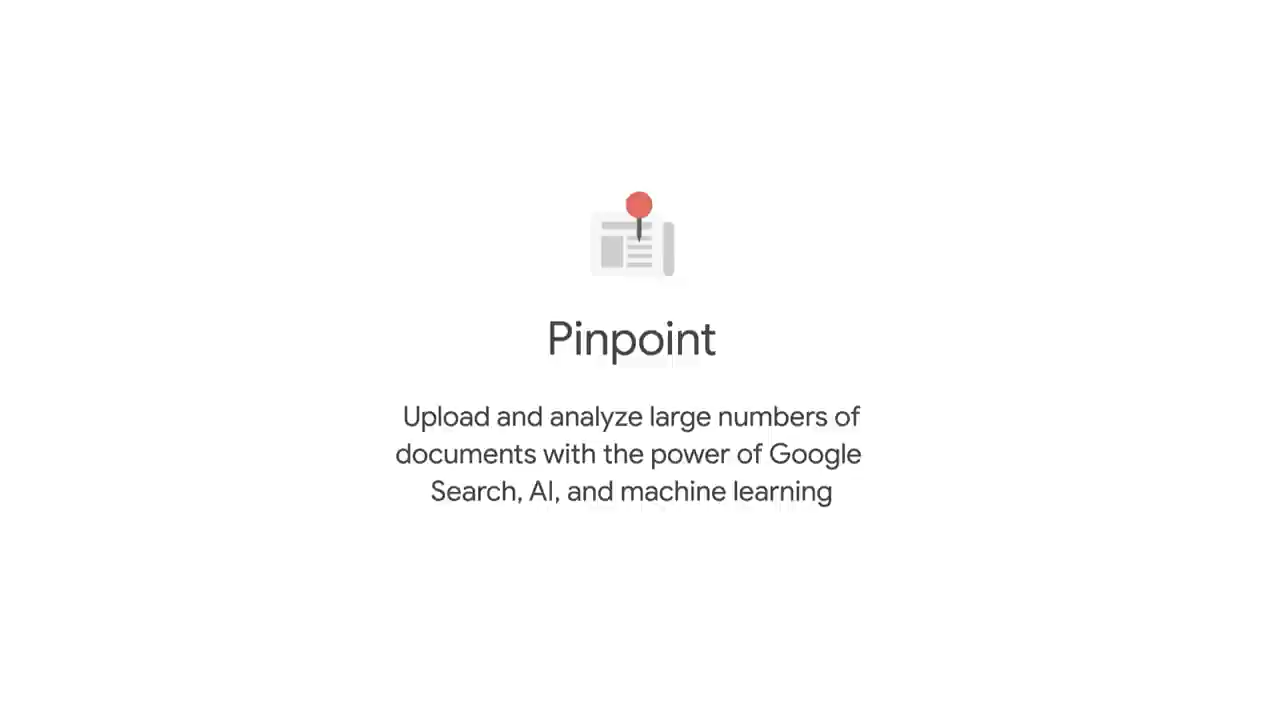 Pinpoint
Upload and analyze large numbers of
documents with the power of Google
Search, AI, and machine learning